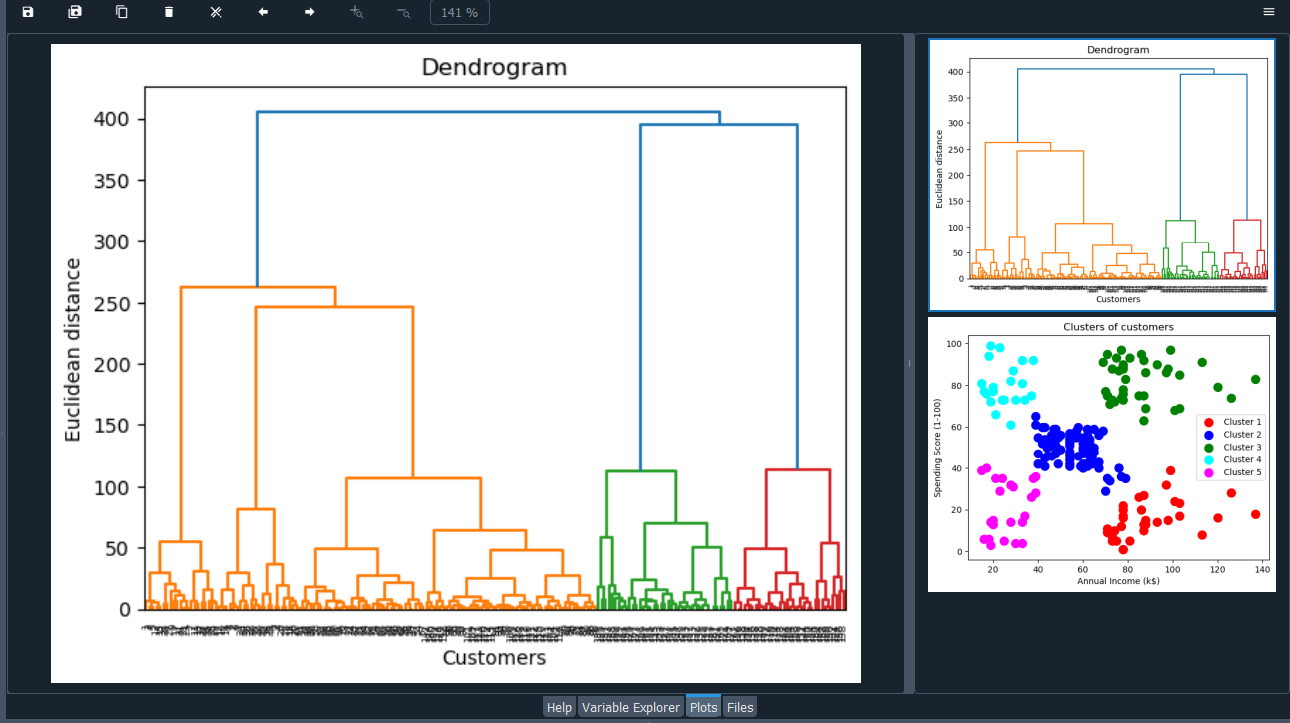 141 %
Dendrogram
400
350
300
250
200
150
100
50
0
Euclidean distance
Customers
Dendrogram
400
350
300
250
200
150
100
50
0
Euclidean distance
Customers
Clusters of customers
100
80
60
40
20
0
Spending Score (1-100)
Cluster 1
Cluster 2
Cluster 3
Cluster 4
Cluster 5
20 40 60 80 100 120 140
Annual Income (k$)
Help Variable Explorer Plots Files